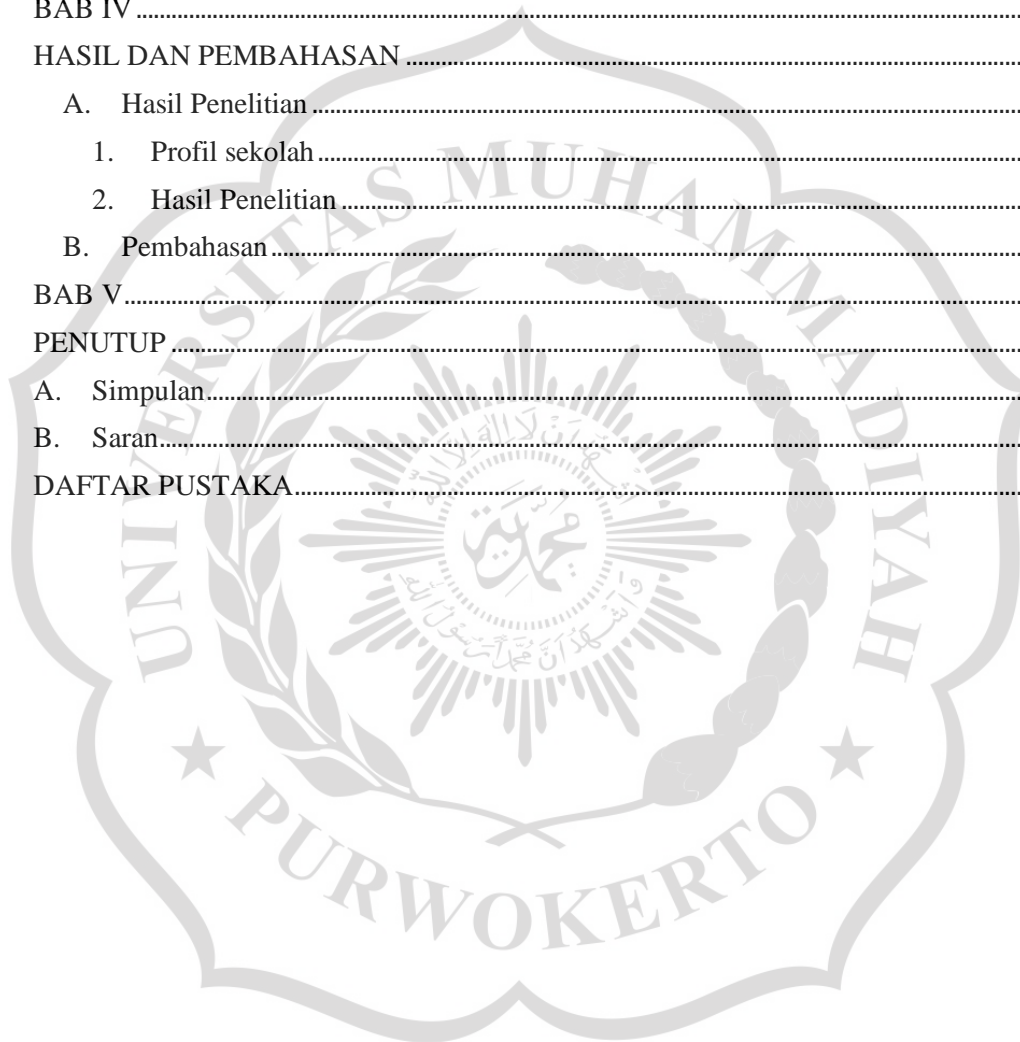 BAB IV
HASIL DAN PEMBAHASAN
A. Hasil Penelitian
1. Profil sekolah
2. Hasil Penelitian
B. Pembahasan
BAB V
PENUTUP
A. Simpulan
B. Saran
DAFTAR PUSTAKA
UNIVERSITAS MUHAMMADIYAH
PURWOKERTO